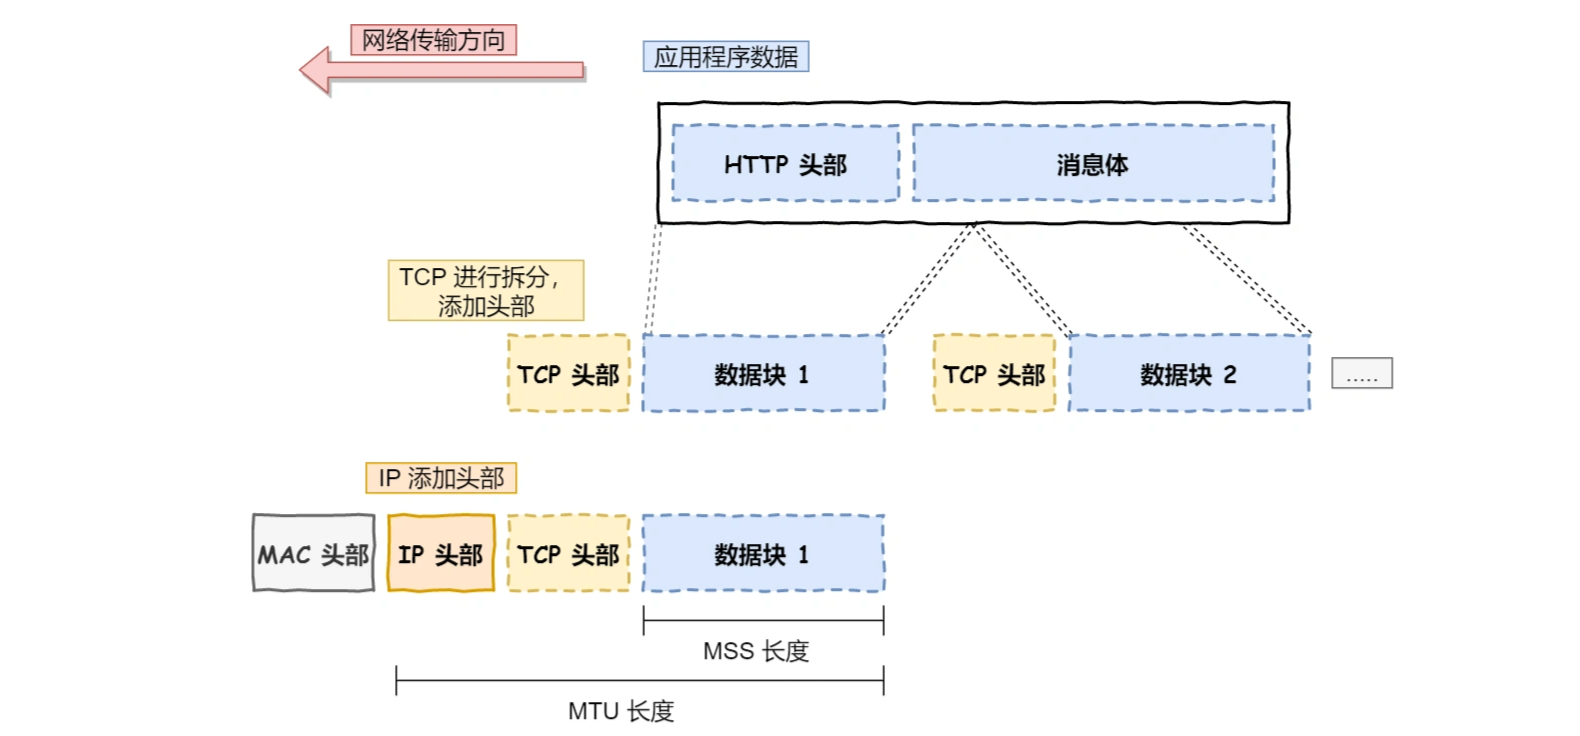 网络传输方向
应用程序数据
HTTP 头部
消息体
TCP 进行拆分,
添加头部
TCP 头部
数据块 1
TCP 头部
数据块 2
.....
IP 添加头部
MAC 头部
IP 头部
TCP 头部
数据块 1
MSS 长度
MTU 长度